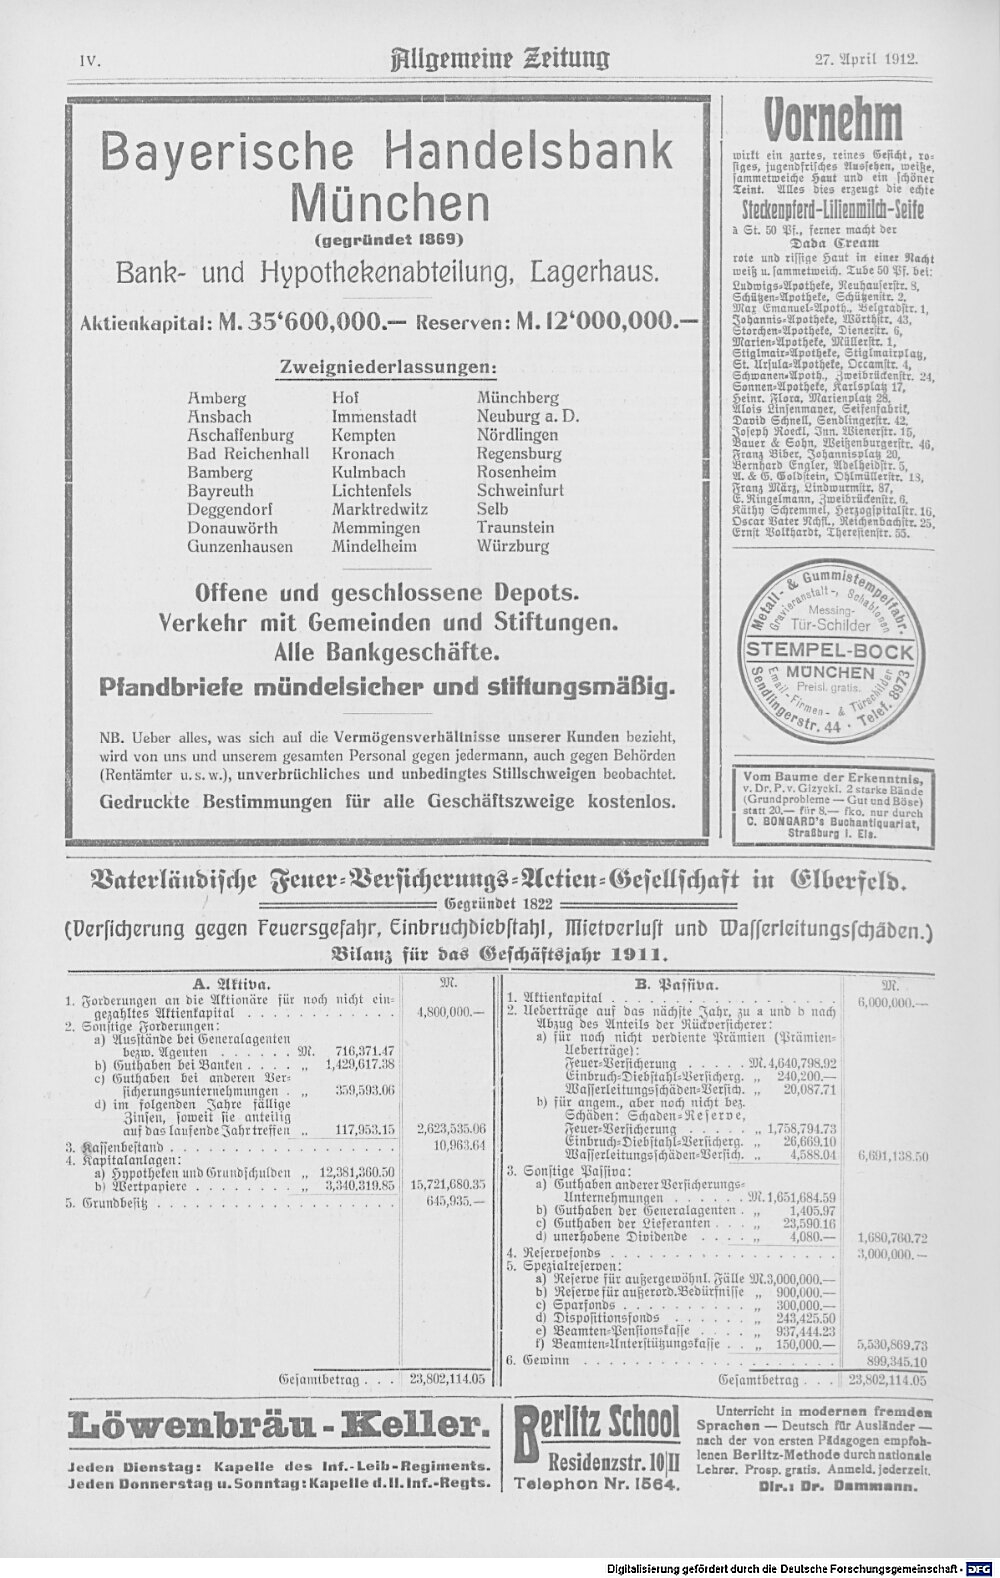 IV.
Allgemeine Zeitung
27. April 1912.
Bayerische Handelsbank
München
(gegründet 1869)
Bank- und Hypothekenabteilung, Lagerhaus.
Aktienkapital: M. 35'600,000.— Reserven: M. 12'000,000.—
Zweigniederlassungen:
Amberg Hof Münchberg
Ansbach Immenstadt Neuburg a. D.
Aschaffenburg Kempten Nördlingen
Bad Reichenhall Kronach Regensburg
Bamberg Kulmbach Rosenheim
Bayreuth Lichtenfels Schweinfurt
Deggendorf Marktredwitz Selb
Donauwörth Memmingen Traunstein
Gunzenhausen Mindelheim Würzburg
Offene und geschlossene Depots.
Verkehr mit Gemeinden und Stiftungen.
Alle Bankgeschäfte.
Pfandbriefe mündelsicher und stiftungsmäßig.
NB. Ueber alles, was sich auf die Vermögensverhältnisse unserer Kunden bezieht,
wird von uns und unserem gesamten Personal gegen jedermann, auch gegen Behörden
(Rentämter u. s. w.), unverbrüchliches und unbedingtes Stillschweigen beobachtet.
Gedruckte Bestimmungen für alle Geschäftszweige kostenlos.
Vornehm
wirkt ein zartes, reines Gesicht, ro-
siges, jugendfrisches Aussehen, weiße,
sammetweiche Haut und ein schöner
Teint. Alles dies erzeugt die echte
Steckenpferd-Lilienmilch-Seife
à St. 50 Pf., ferner macht der
Dada Cream
rote und rissige Haut in einer Nacht
weiß u. sammetweich. Tube 50 Pf. bei:
Ludwigs-Apotheke, Neuhauserstr. 8,
Schützen-Apotheke, Schützenstr. 2,
Max Emanuel-Apoth., Belgradstr. 1,
Johannis-Apotheke, Wörthstr. 43,
Storchen-Apotheke, Dienerstr. 6,
Marien-Apotheke, Müllerstr. 1,
Stiglmair-Apotheke, Stiglmairplatz,
St. Ursula-Apotheke, Occamstr. 4,
Schwanen-Apoth., Zweibrückenstr. 24,
Sonnen-Apotheke, Karlsplatz 17,
Heinr. Flora, Marienplatz 28,
Alois Linsenmayer, Seifenfabrik,
David Schnell, Sendlingerstr. 42,
Joseph Roeckl, Inn. Wienerstr. 15,
Bauer & Sohn, Weißenburgerstr. 46,
Franz Biber, Johannisplatz 20,
Bernhard Engler, Adelheidstr. 5,
A. & G. Goldstein, Ohlmüllerstr. 18,
Franz März, Lindwurmstr. 87,
E. Ringelmann, Zweibrückenstr. 6,
Käthy Schremmel, Herzogspitalstr. 16,
Oscar Vater Nchfl., Reichenbachstr. 25,
Ernst Volkhardt, Theresienstr. 55.
Metall- & Gummistempelfabr.
Gravieranstalt-, Schablonen
Messing-
Tür-Schilder
STEMPEL-BOCK
MÜNCHEN
Preisl. gratis.
Email-Firmen- & Türschilder
Sendlingerstr. 44 · Telef. 8973
Vom Baume der Erkenntnis,
v. Dr. P. v. Gizycki. 2 starke Bände
(Grundprobleme — Gut und Böse)
statt 20.— für 8.— fko. nur durch
C. BONGARD's Buchantiquariat,
Straßburg i. Els.
Vaterländische Feuer-Versicherungs-Actien-Gesellschaft in Elberfeld.
Gegründet 1822
(Versicherung gegen Feuersgefahr, Einbruchdiebstahl, Mietverlust und Wasserleitungsschäden.)
Bilanz für das Geschäftsjahr 1911.
A. Aktiva. M.
1. Forderungen an die Aktionäre für noch nicht ein-
gezahltes Aktienkapital . . . . . . . . . . . 4,800,000.—
2. Sonstige Forderungen:
a) Ausstände bei Generalagenten
bezw. Agenten . . . . . . M. 716,371.47
b) Guthaben bei Banken . . . . „ 1,429,617.38
c) Guthaben bei anderen Ver-
sicherungsunternehmungen . „ 359,593.06
d) im folgenden Jahre fällige
Zinsen, soweit sie anteilig
auf das laufende Jahr treffen „ 117,953.15 2,623,535.06
3. Kassenbestand . . . . . . . . . . . . . . . . 10,963.64
4. Kapitalanlagen:
a) Hypotheken und Grundschulden „ 12,381,360.50
b) Wertpapiere . . . . . . . . „ 3,340,319.85 15,721,680.35
5. Grundbesitz . . . . . . . . . . . . . . . . . 645,935.—
Gesamtbetrag . . . 23,802,114.05
B. Passiva. M.
1. Aktienkapital . . . . . . . . . . . . . . . . 6,000,000.—
2. Ueberträge auf das nächste Jahr, zu a und b nach
Abzug des Anteils der Rückversicherer:
a) für noch nicht verdiente Prämien (Prämien-
Ueberträge):
Feuer-Versicherung . . . . . M. 4,640,798.92
Einbruch-Diebstahl-Versicherg. „ 240,200.—
Wasserleitungsschäden-Versich. „ 20,087.71
b) für angem., aber noch nicht bez.
Schäden: Schaden-Reserve,
Feuer-Versicherung . . . . . „ 1,758,794.73
Einbruch-Diebstahl-Versicherg. „ 26,669.10
Wasserleitungsschäden-Versich. „ 4,588.04 6,691,138.50
3. Sonstige Passiva:
a) Guthaben anderer Versicherungs-
Unternehmungen . . . . . . M. 1,651,684.59
b) Guthaben der Generalagenten . „ 1,405.97
c) Guthaben der Lieferanten . . . „ 23,590.16
d) unerhobene Dividende . . . . „ 4,080.— 1,680,760.72
4. Reservefonds . . . . . . . . . . . . . . . . 3,000,000.—
5. Spezialreserven:
a) Reserve für außergewöhnl. Fälle M. 3,000,000.—
b) Reserve für außerord. Bedürfnisse „ 900,000.—
c) Sparfonds . . . . . . . . . . „ 300,000.—
d) Dispositionsfonds . . . . . . „ 243,425.50
e) Beamten-Pensionskasse . . . . „ 937,444.23
f) Beamten-Unterstützungskasse . . „ 150,000.— 5,530,869.73
6. Gewinn . . . . . . . . . . . . . . . . . . . 899,345.10
Gesamtbetrag . . . 23,802,114.05
Löwenbräu-Keller.
Jeden Dienstag: Kapelle des Inf.-Leib-Regiments.
Jeden Donnerstag u. Sonntag: Kapelle d. II. Inf.-Regts.
Berlitz School
Residenzstr. 10/II
Telephon Nr. 1564.
Unterricht in modernen fremden
Sprachen — Deutsch für Ausländer —
nach der von ersten Pädagogen empfoh-
lenen Berlitz-Methode durch nationale
Lehrer. Prosp. gratis. Anmeld. jederzeit.
Dir.: Dr. Dammann.
Digitalisierung gefördert durch die Deutsche Forschungsgemeinschaft - DFG